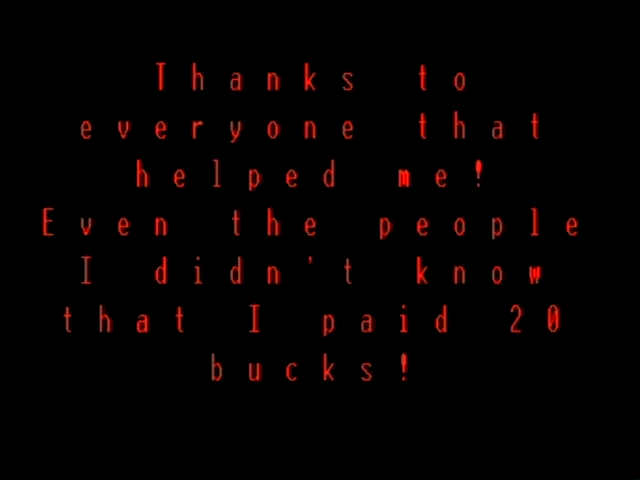 Thanks to
everyone that
helped me!
Even the people
I didn't know
that I paid 20
bucks!